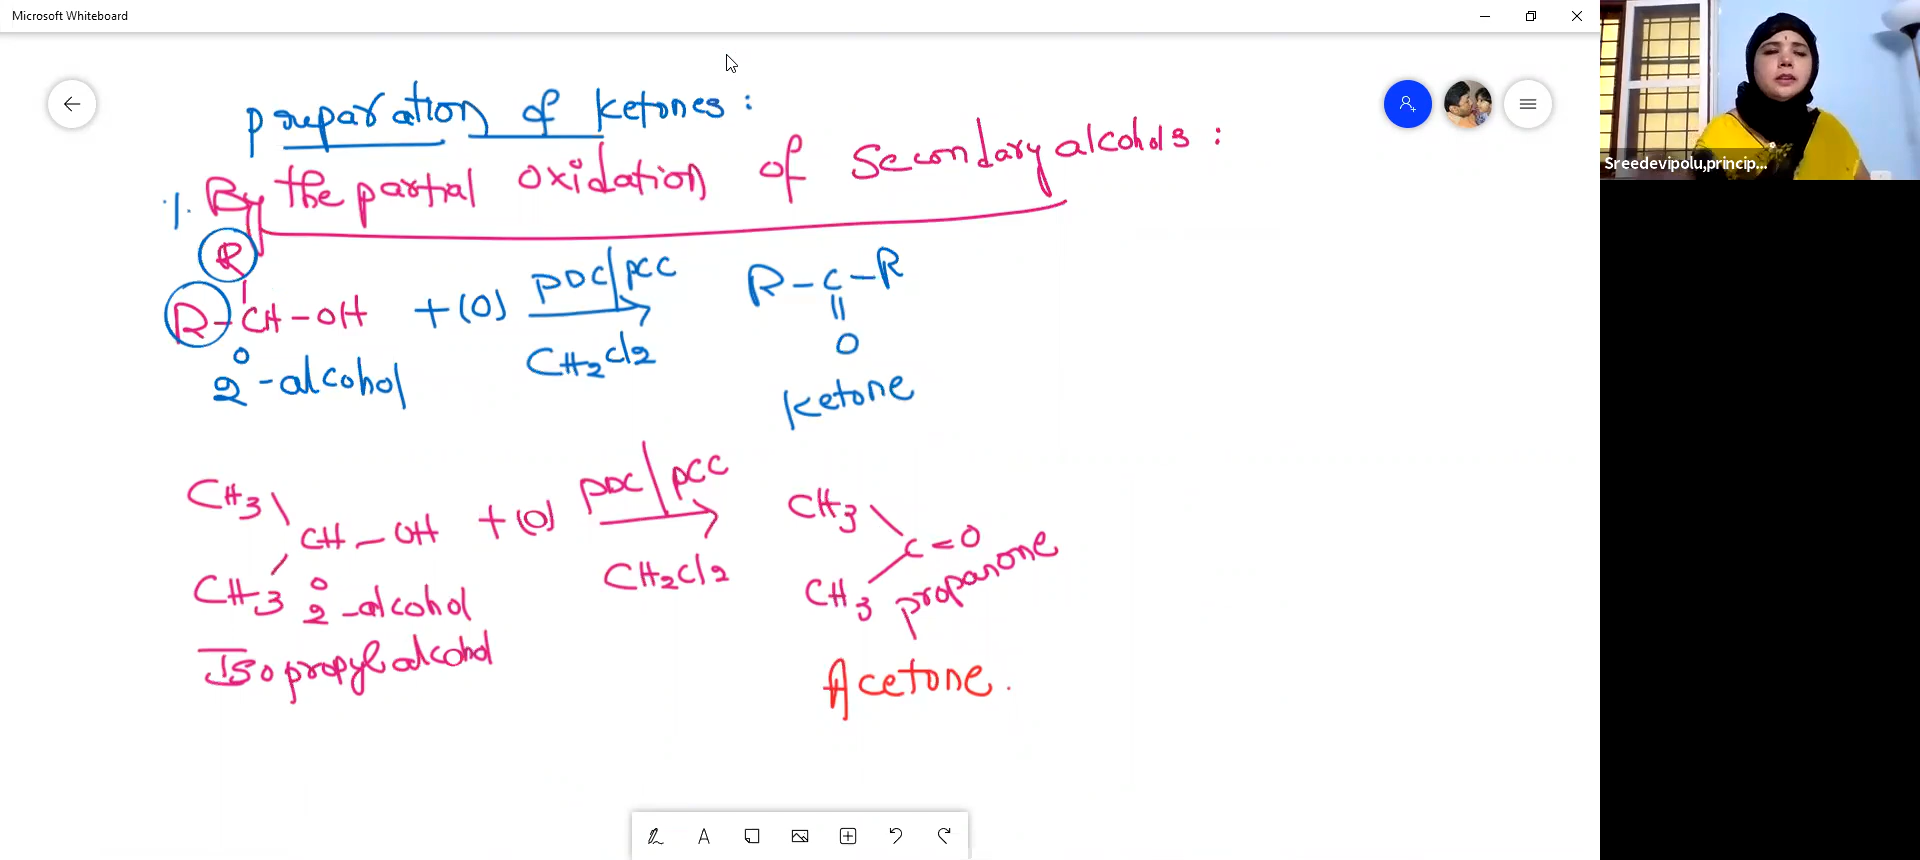 Microsoft Whiteboard
preparation of ketones :
1. By the partial oxidation of Secondary alcohols :
R
R-CH-OH +(O) PDC/PCC R-C-R
CH2Cl2 || O
2°-alcohol ketone
CH3 PDC/PCC CH3
CH-OH +(O) C=O
CH3 CH2Cl2 CH3 propanone
2°-alcohol
Isopropyl alcohol Acetone.
A
Sreedevipolu,princip...